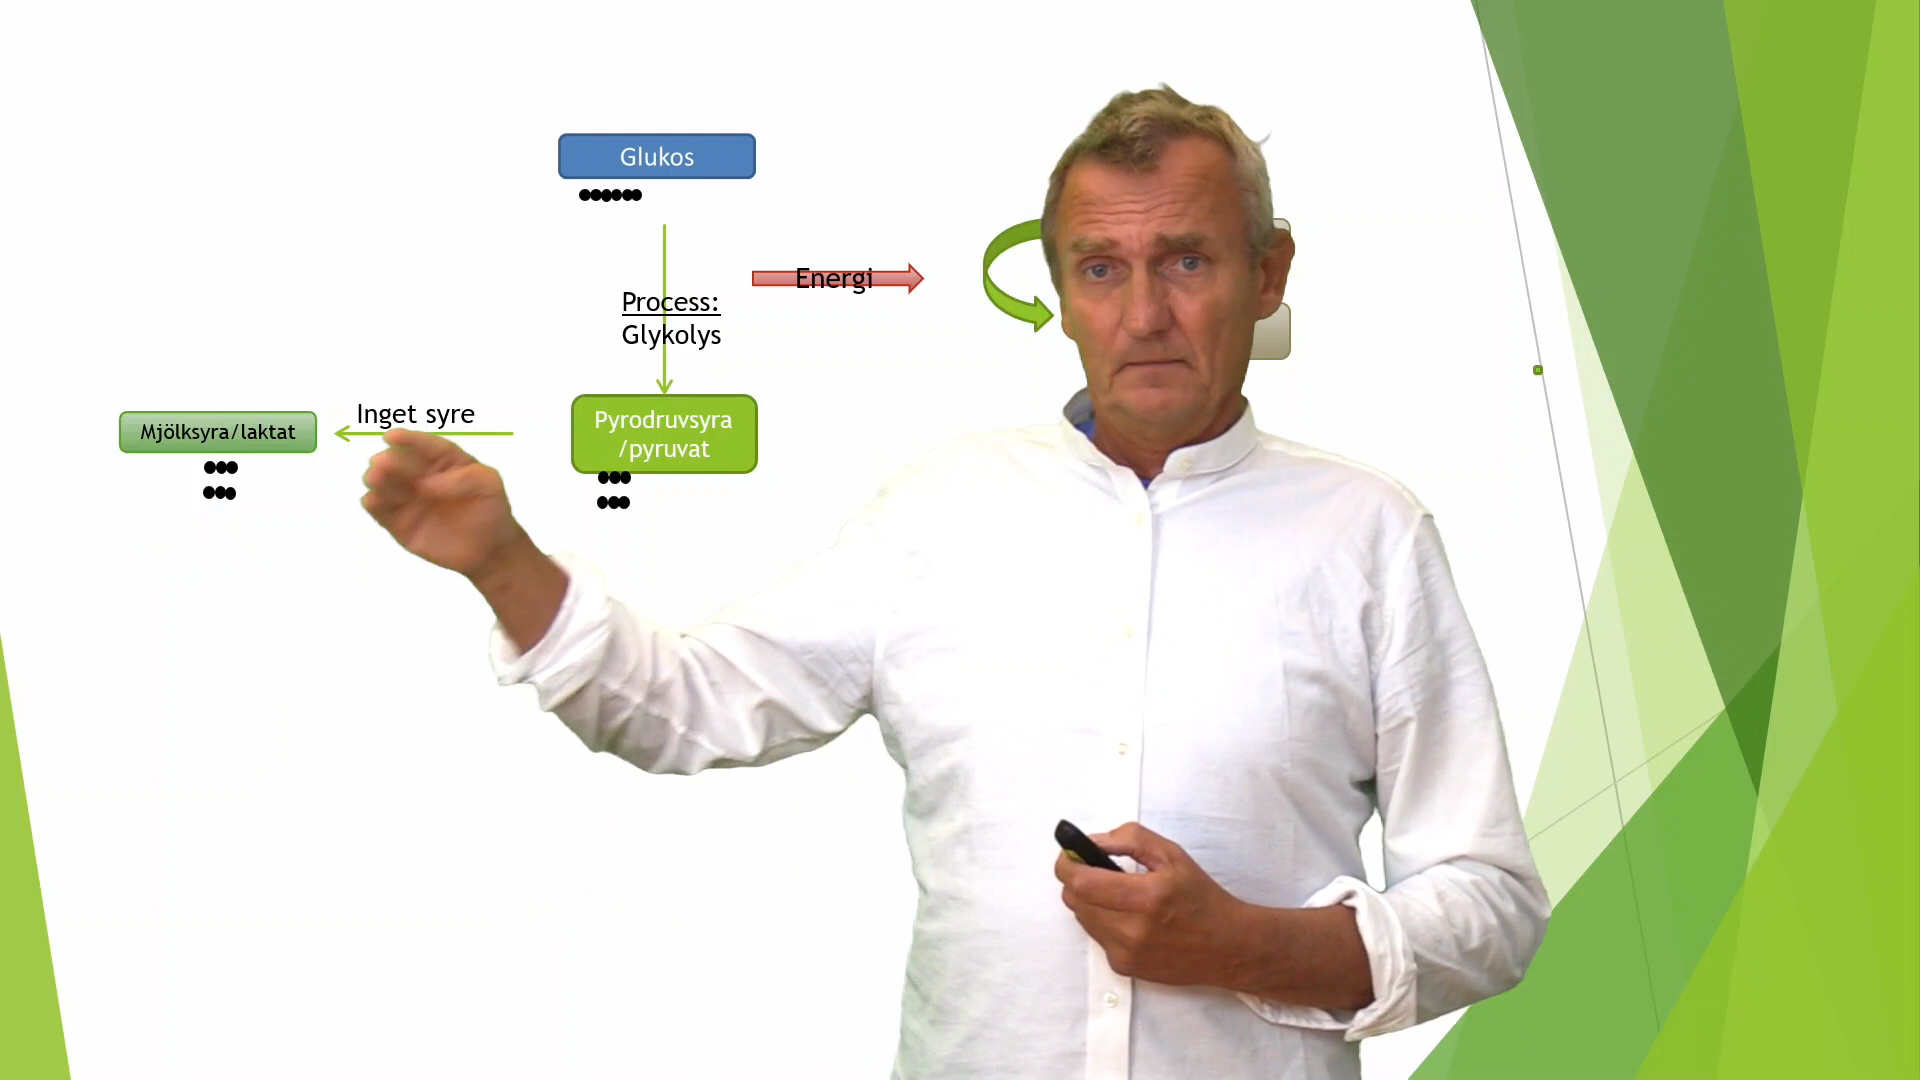 Glukos
Energi
Process:
Glykolys
Inget syre
Mjölksyra/laktat
Pyrodruvsyra
/pyruvat